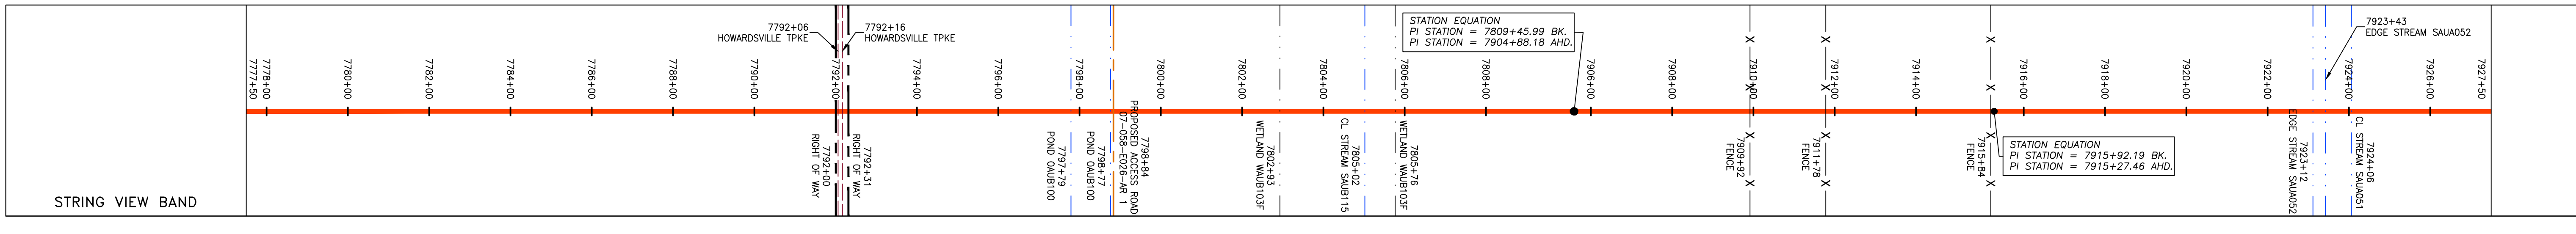 STRING VIEW BAND
7777+50
7778+00
7780+00
7782+00
7784+00
7786+00
7788+00
7790+00
7792+00
7794+00
7796+00
7798+00
7800+00
7802+00
7804+00
7806+00
7808+00
7906+00
7908+00
7910+00
7912+00
7914+00
7916+00
7918+00
7920+00
7922+00
7924+00
7926+00
7927+50
7792+06
HOWARDSVILLE TPKE
7792+16
HOWARDSVILLE TPKE
STATION EQUATION
PI STATION = 7809+45.99 BK.
PI STATION = 7904+88.18 AHD.
7923+43
EDGE STREAM SAUA052
7792+00
RIGHT OF WAY
7792+31
RIGHT OF WAY
7797+79
POND OAUB100
7798+77
POND OAUB100
7798+84
PROPOSED ACCESS ROAD
07-058-E026-AR 1
7802+93
WETLAND WAUB103F
7805+02
CL STREAM SAUB115
7805+76
WETLAND WAUB103F
7909+92
FENCE
7911+78
FENCE
7915+84
FENCE
STATION EQUATION
PI STATION = 7915+92.19 BK.
PI STATION = 7915+27.46 AHD.
7923+12
EDGE STREAM SAUA052
7924+06
CL STREAM SAUA051